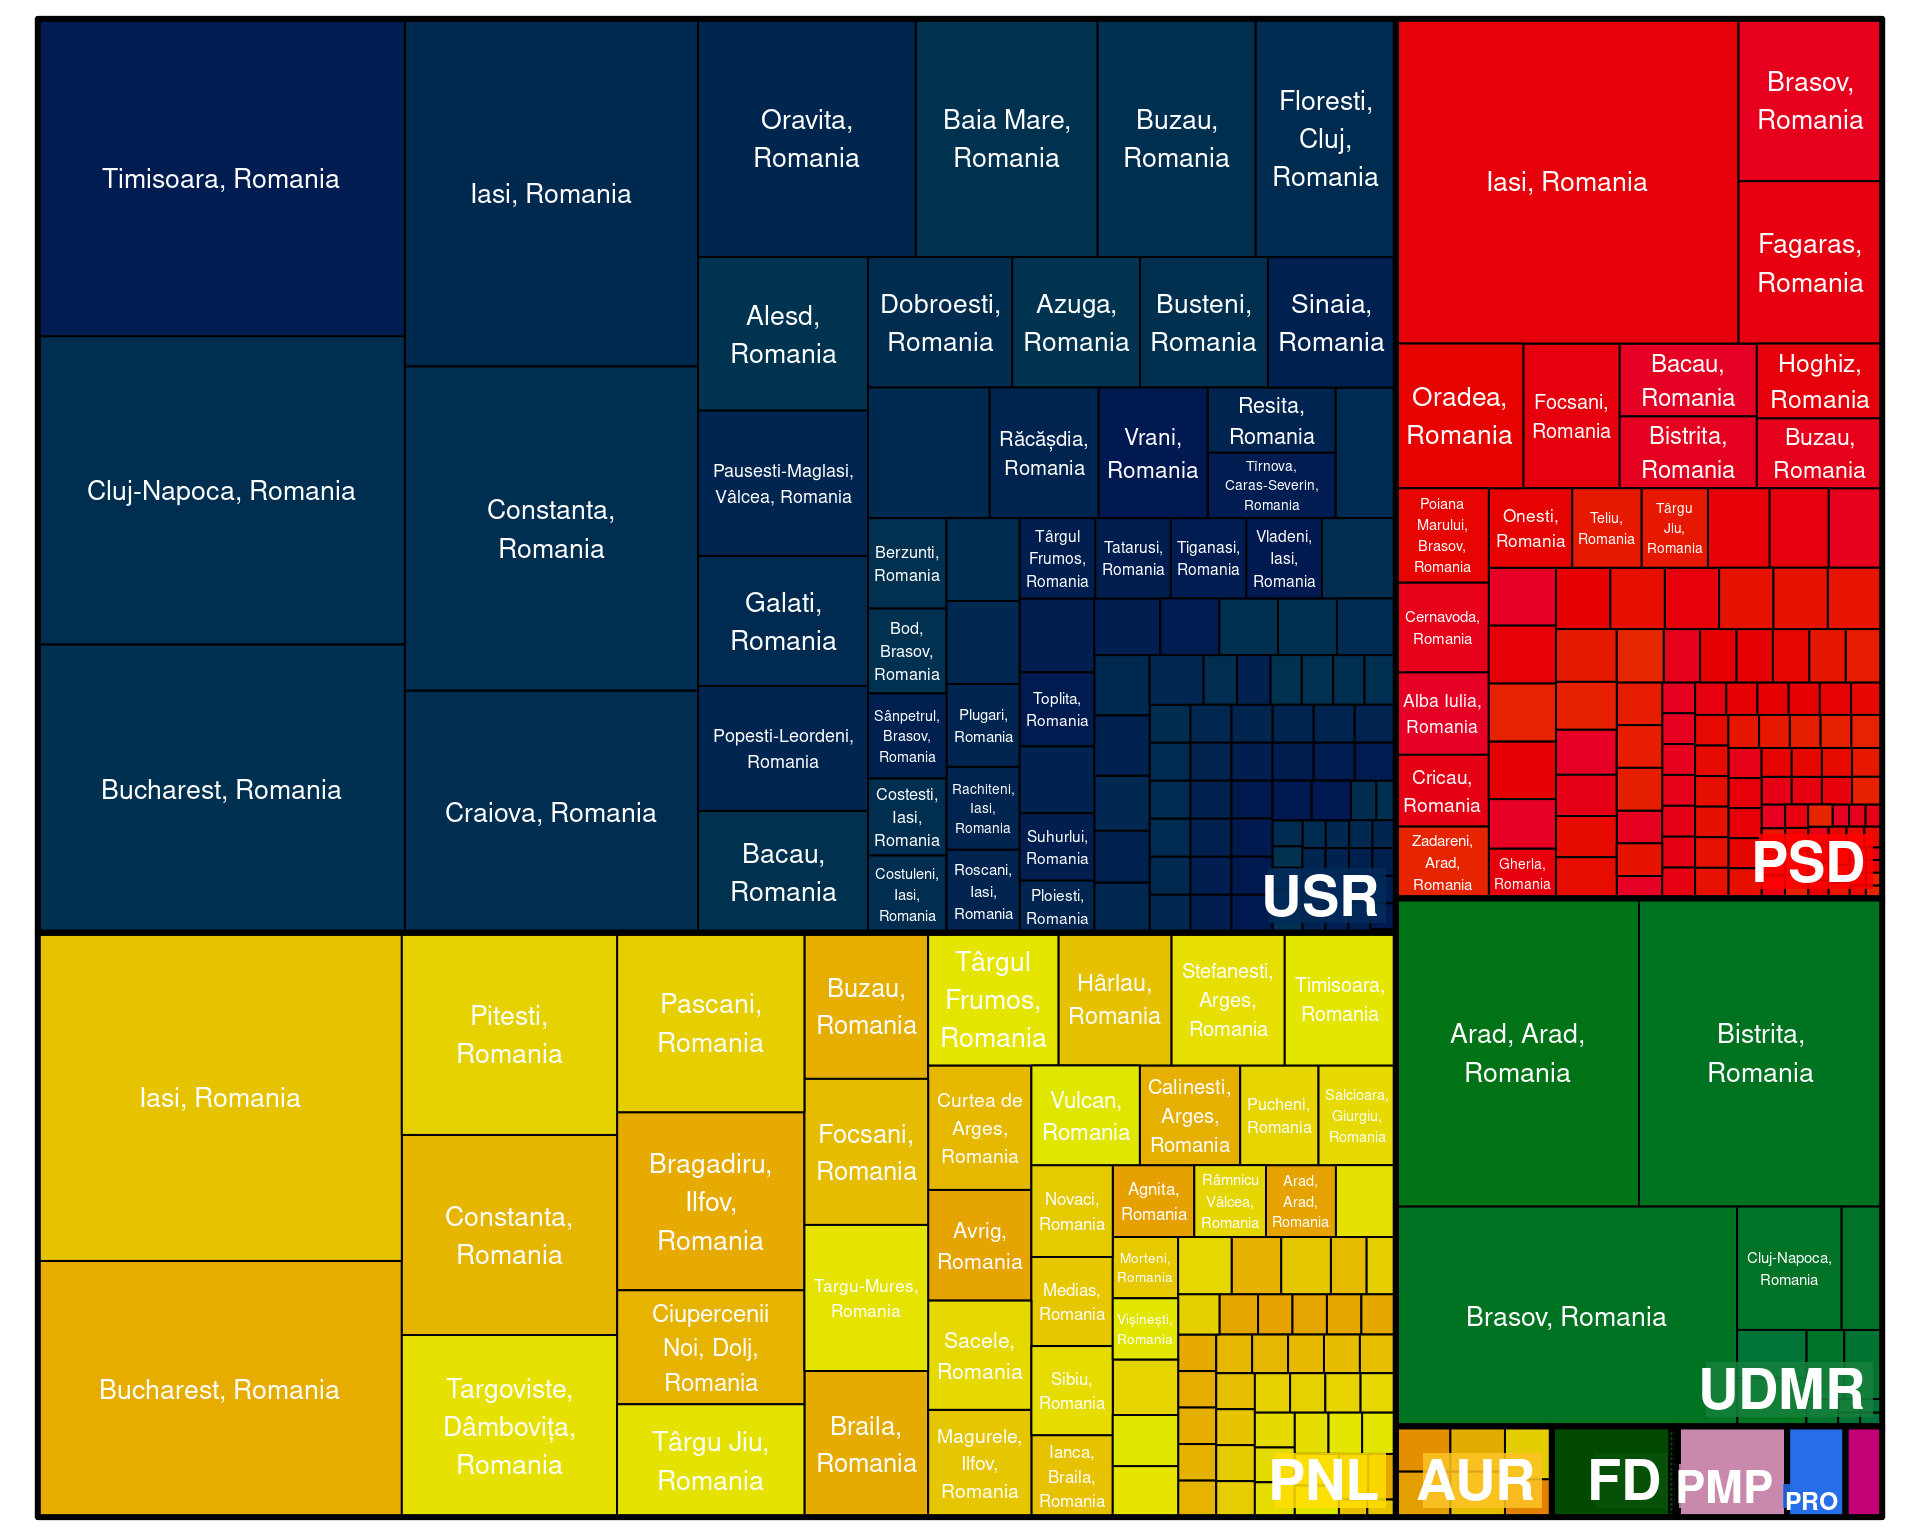 Timisoara, Romania
Cluj-Napoca, Romania
Bucharest, Romania
Iasi, Romania
Constanta,
Romania
Craiova, Romania
Oravita,
Romania
Baia Mare,
Romania
Buzau,
Romania
Floresti,
Cluj,
Romania
Alesd,
Romania
Dobroesti,
Romania
Azuga,
Romania
Busteni,
Romania
Sinaia,
Romania
Pausesti-Maglasi,
Vâlcea, Romania
Galati,
Romania
Popesti-Leordeni,
Romania
Bacau,
Romania
Răcășdia,
Romania
Vrani,
Romania
Resita,
Romania
Tîrnova,
Caras-Severin,
Romania
Berzunti,
Romania
Bod,
Brasov,
Romania
Sânpetrul,
Brasov,
Romania
Costesti,
Iasi,
Romania
Costuleni,
Iasi,
Romania
Plugari,
Romania
Rachiteni,
Iasi,
Romania
Roscani,
Iasi,
Romania
Târgul
Frumos,
Romania
Tatarusi,
Romania
Tiganasi,
Romania
Vladeni,
Iasi,
Romania
Toplita,
Romania
Suhurlui,
Romania
Ploiesti,
Romania
USR
Iasi, Romania
Brasov,
Romania
Fagaras,
Romania
Oradea,
Romania
Focsani,
Romania
Bacau,
Romania
Bistrita,
Romania
Hoghiz,
Romania
Buzau,
Romania
Poiana
Marului,
Brasov,
Romania
Onesti,
Romania
Teliu,
Romania
Târgu
Jiu,
Romania
Cernavoda,
Romania
Alba Iulia,
Romania
Cricau,
Romania
Zadareni,
Arad,
Romania
Gherla,
Romania
PSD
Iasi, Romania
Bucharest, Romania
Pitesti,
Romania
Constanta,
Romania
Targoviste,
Dâmbovița,
Romania
Pascani,
Romania
Bragadiru,
Ilfov,
Romania
Ciupercenii
Noi, Dolj,
Romania
Târgu Jiu,
Romania
Buzau,
Romania
Focsani,
Romania
Targu-Mures,
Romania
Braila,
Romania
Târgul
Frumos,
Romania
Hârlau,
Romania
Stefanesti,
Arges,
Romania
Timisoara,
Romania
Curtea de
Arges,
Romania
Avrig,
Romania
Sacele,
Romania
Magurele,
Ilfov,
Romania
Vulcan,
Romania
Calinesti,
Arges,
Romania
Pucheni,
Romania
Salcioara,
Giurgiu,
Romania
Novaci,
Romania
Medias,
Romania
Sibiu,
Romania
Ianca,
Braila,
Romania
Agnita,
Romania
Râmnicu
Vâlcea,
Romania
Arad,
Arad,
Romania
Morteni,
Romania
Vișinești,
Romania
PNL
Arad, Arad,
Romania
Bistrita,
Romania
Brasov, Romania
Cluj-Napoca,
Romania
UDMR
AUR
FD
PMP
PRO